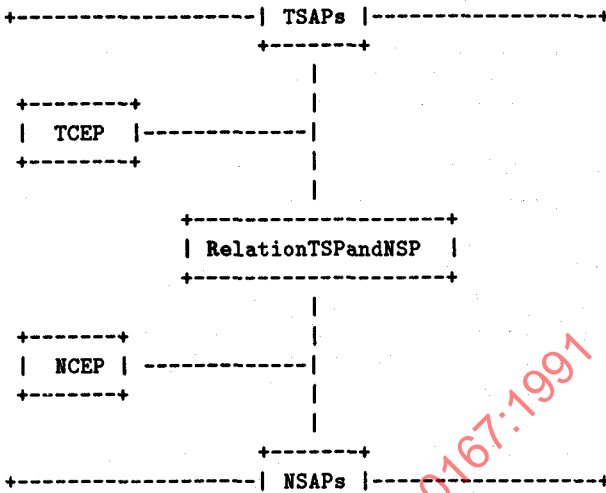 TSAPs
TCEP
RelationTSPandNSP
NCEP
NSAPs
0167:1991